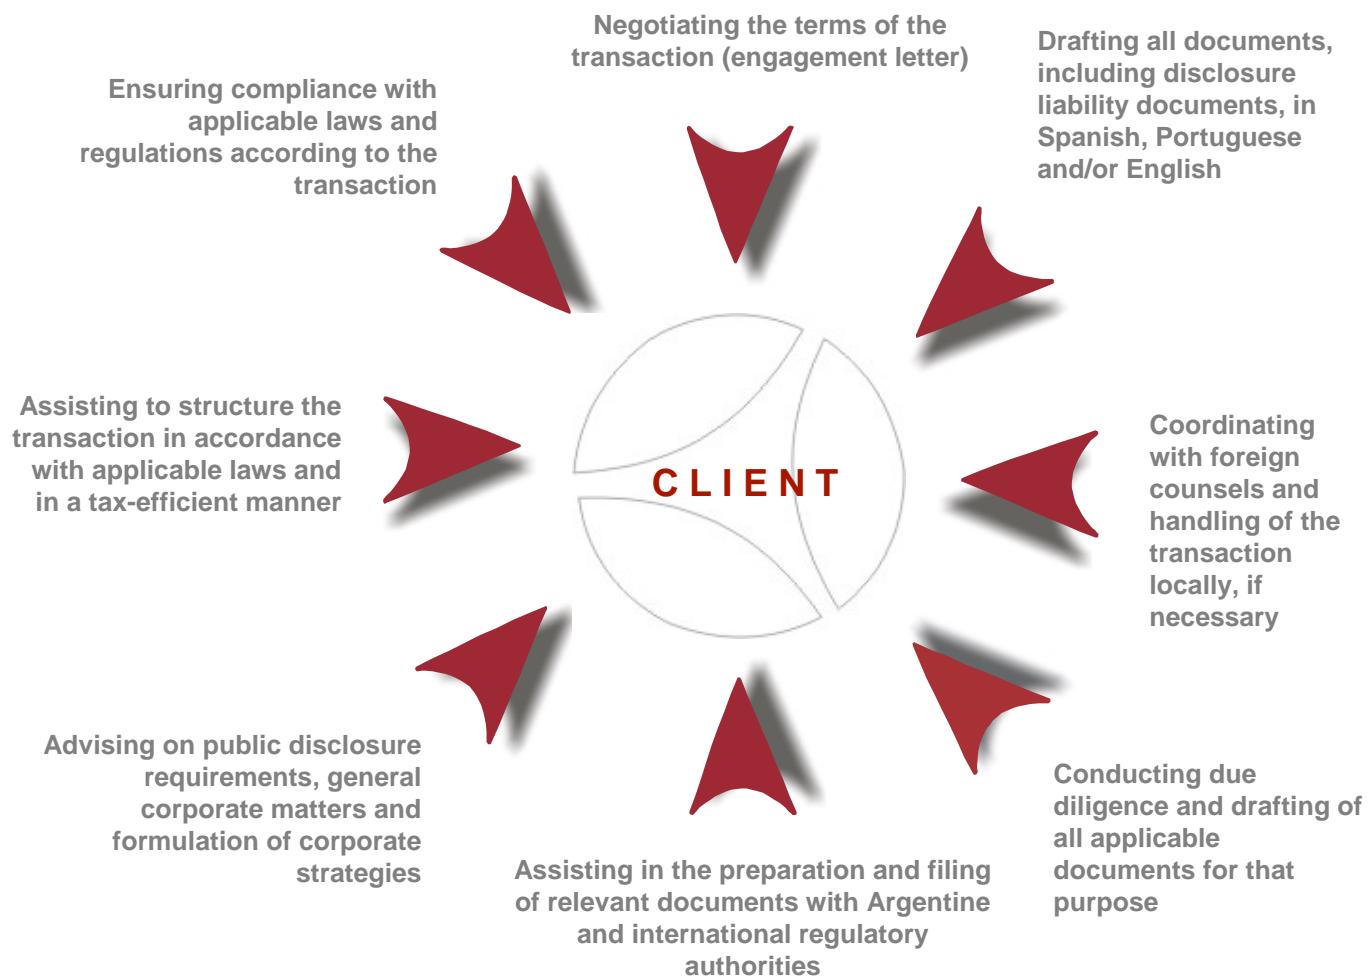 Negotiating the terms of the
transaction (engagement letter)
Drafting all documents,
including disclosure
liability documents, in
Spanish, Portuguese
and/or English
Ensuring compliance with
applicable laws and
regulations according to the
transaction
Assisting to structure the
transaction in accordance
with applicable laws and
in a tax-efficient manner
CLIENT
Coordinating
with foreign
counsels and
handling of the
transaction
locally, if
necessary
Advising on public disclosure
requirements, general
corporate matters and
formulation of corporate
strategies
Assisting in the preparation and filing
of relevant documents with Argentine
and international regulatory
authorities
Conducting due
diligence and drafting of
all applicable
documents for that
purpose